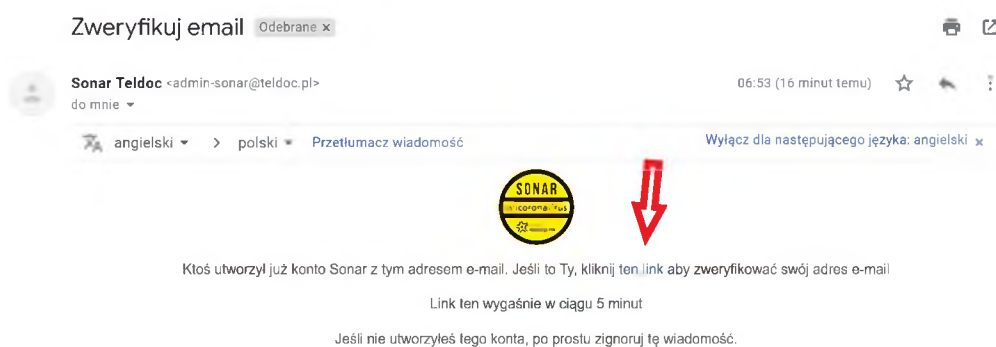 Zweryfikuj email Odebrane x
Sonar Teldoc <admin-sonar@teldoc.pl> 06:53 (16 minut temu)
do mnie
angielski > polski Przetłumacz wiadomość Wyłącz dla następującego języka: angielski x
SONAR
Ktoś utworzył już konto Sonar z tym adresem e-mail. Jeśli to Ty, kliknij ten link aby zweryfikować swój adres e-mail
Link ten wygaśnie w ciągu 5 minut
Jeśli nie utworzyłeś tego konta, po prostu zignoruj tę wiadomość.